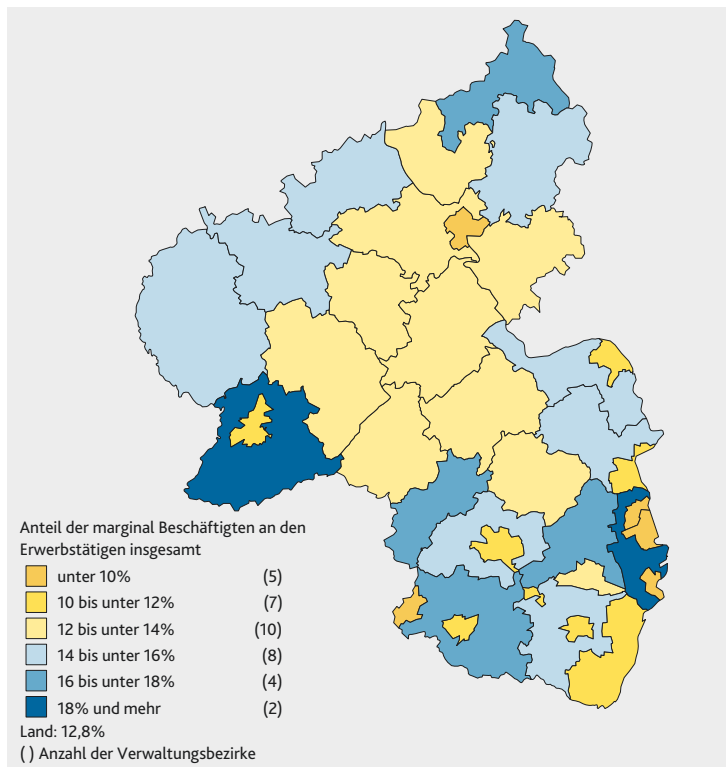 Anteil der marginal Beschäftigten an den
Erwerbstätigen insgesamt
unter 10% (5)
10 bis unter 12% (7)
12 bis unter 14% (10)
14 bis unter 16% (8)
16 bis unter 18% (4)
18% und mehr (2)
Land: 12,8%
( ) Anzahl der Verwaltungsbezirke